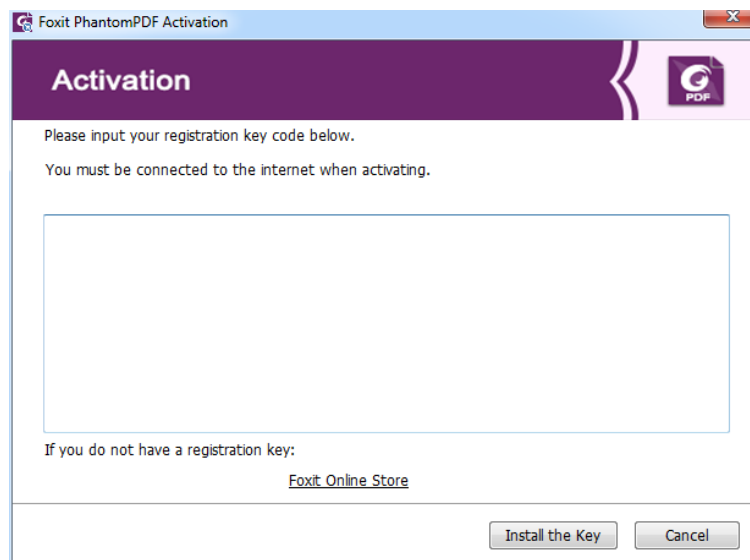 Foxit PhantomPDF Activation
Activation
PDF
Please input your registration key code below.
You must be connected to the internet when activating.
If you do not have a registration key:
Foxit Online Store
Install the Key
Cancel